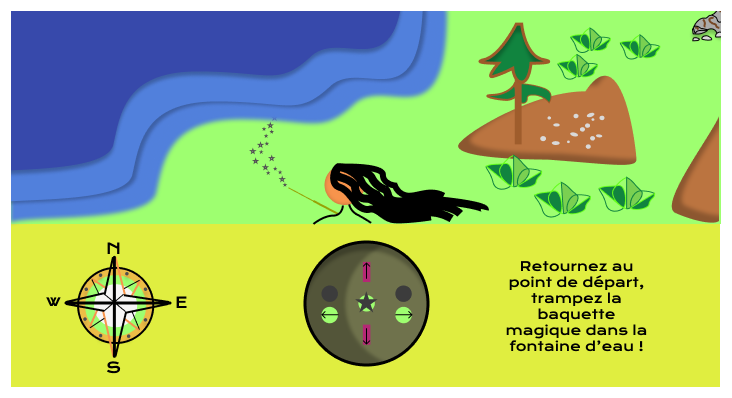 N
W E
S
Retournez au
point de départ,
trampez la
baquette
magique dans la
fontaine d'eau !